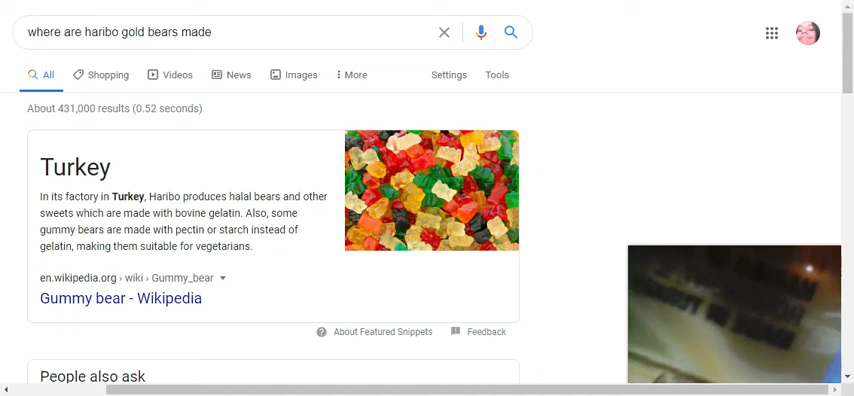 where are haribo gold bears made
All
Shopping
Videos
News
Images
More
Settings
Tools
About 431,000 results (0.52 seconds)
Turkey
In its factory in Turkey, Haribo produces halal bears and other
sweets which are made with bovine gelatin. Also, some
gummy bears are made with pectin or starch instead of
gelatin, making them suitable for vegetarians.
en.wikipedia.org › wiki › Gummy_bear
Gummy bear - Wikipedia
About Featured Snippets
Feedback
People also ask